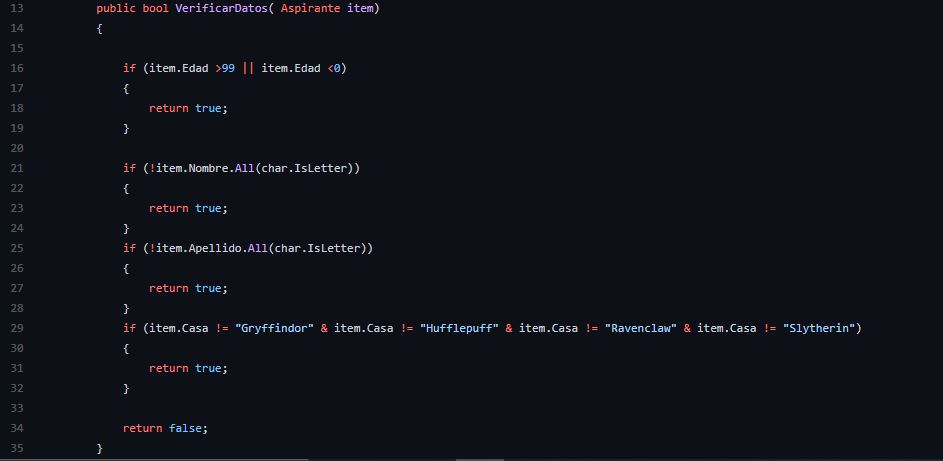 13 public bool VerificarDatos( Aspirante item)
14 {
15
16 if (item.Edad >99 || item.Edad <0)
17 {
18 return true;
19 }
20
21 if (!item.Nombre.All(char.IsLetter))
22 {
23 return true;
24 }
25 if (!item.Apellido.All(char.IsLetter))
26 {
27 return true;
28 }
29 if (item.Casa != "Gryffindor" & item.Casa != "Hufflepuff" & item.Casa != "Ravenclaw" & item.Casa != "Slytherin")
30 {
31 return true;
32 }
33
34 return false;
35 }